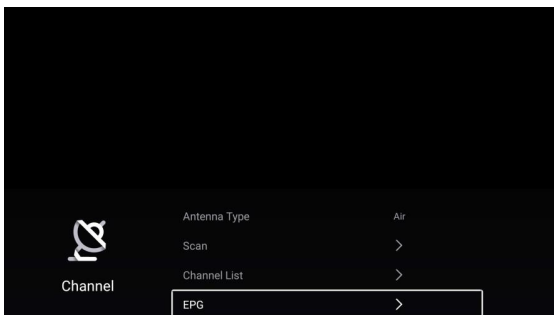 Antenna Type Air
Scan
Channel List
Channel
EPG